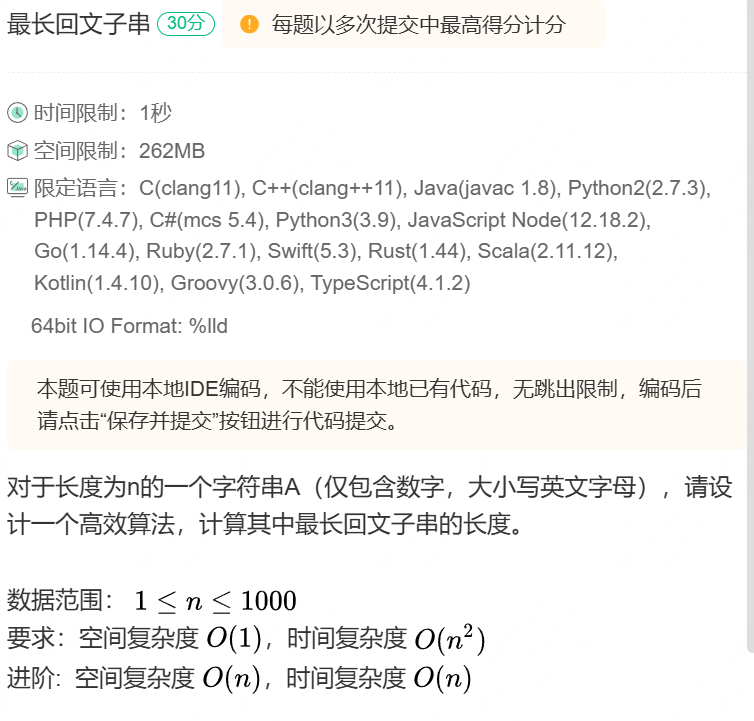 最长回文子串 30分 ! 每题以多次提交中最高得分计分
时间限制：1秒
空间限制：262MB
限定语言：C(clang11), C++(clang++11), Java(javac 1.8), Python2(2.7.3),
PHP(7.4.7), C#(mcs 5.4), Python3(3.9), JavaScript Node(12.18.2),
Go(1.14.4), Ruby(2.7.1), Swift(5.3), Rust(1.44), Scala(2.11.12),
Kotlin(1.4.10), Groovy(3.0.6), TypeScript(4.1.2)
64bit IO Format: %lld
本题可使用本地IDE编码，不能使用本地已有代码，无跳出限制，编码后
请点击“保存并提交”按钮进行代码提交。
对于长度为n的一个字符串A（仅包含数字，大小写英文字母），请设
计一个高效算法，计算其中最长回文子串的长度。
数据范围： 1 ≤ n ≤ 1000
要求：空间复杂度 O(1)，时间复杂度 O(n²)
进阶: 空间复杂度 O(n)，时间复杂度 O(n)